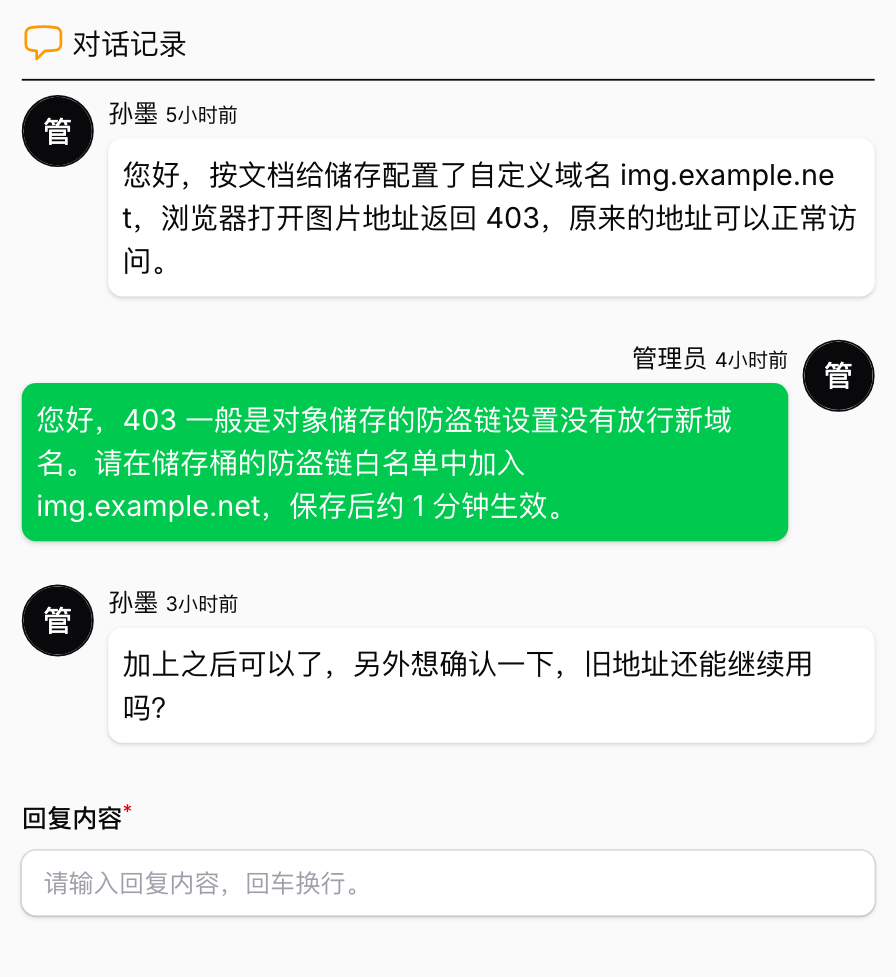 对话记录
管
孙墨 5小时前
您好，按文档给储存配置了自定义域名 img.example.ne
t，浏览器打开图片地址返回 403，原来的地址可以正常访
问。
管理员 4小时前
管
您好，403 一般是对象储存的防盗链设置没有放行新域
名。请在储存桶的防盗链白名单中加入
img.example.net，保存后约 1 分钟生效。
管
孙墨 3小时前
加上之后可以了，另外想确认一下，旧地址还能继续用
吗?
回复内容*
请输入回复内容，回车换行。